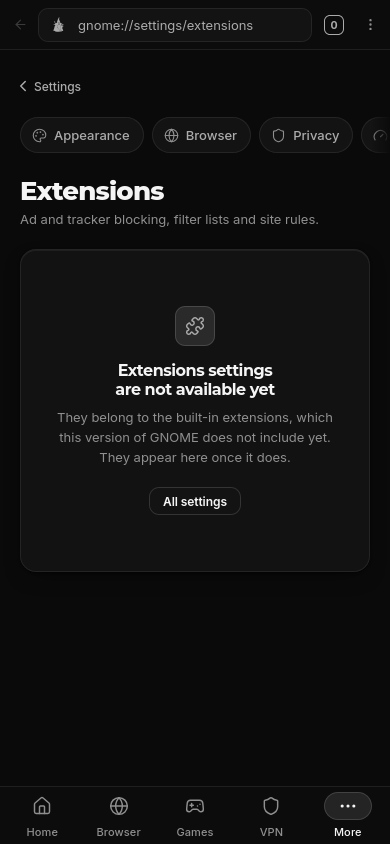 gnome://settings/extensions
0
Settings
Appearance
Browser
Privacy
Extensions
Ad and tracker blocking, filter lists and site rules.
Extensions settings
are not available yet
They belong to the built-in extensions, which
this version of GNOME does not include yet.
They appear here once it does.
All settings
Home
Browser
Games
VPN
More